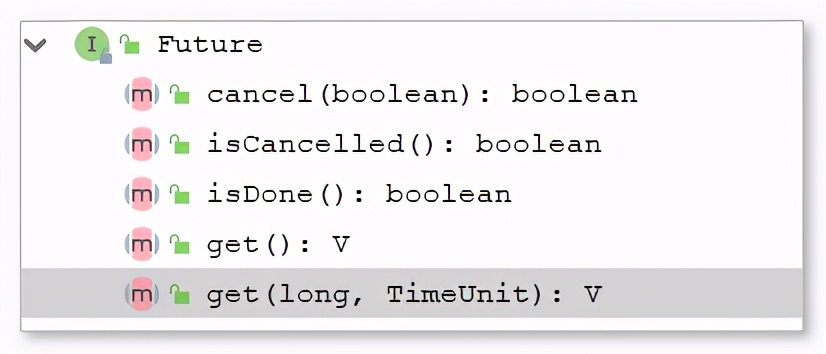 I Future
m cancel(boolean): boolean
m isCancelled(): boolean
m isDone(): boolean
m get(): V
m get(long, TimeUnit): V